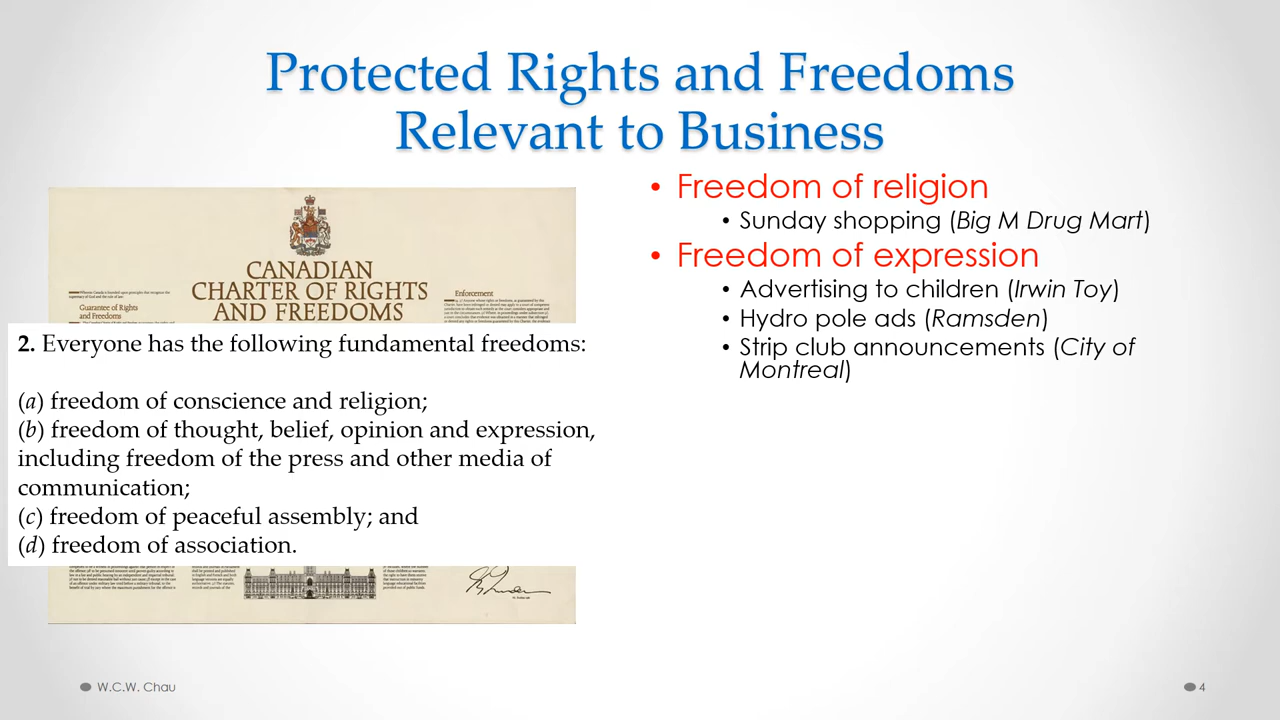 Protected Rights and Freedoms
Relevant to Business
CANADIAN
CHARTER OF RIGHTS
AND FREEDOMS
Guarantee of Rights
and Freedoms
Enforcement
2. Everyone has the following fundamental freedoms:
(a) freedom of conscience and religion;
(b) freedom of thought, belief, opinion and expression,
including freedom of the press and other media of
communication;
(c) freedom of peaceful assembly; and
(d) freedom of association.
• Freedom of religion
• Sunday shopping (Big M Drug Mart)
• Freedom of expression
• Advertising to children (Irwin Toy)
• Hydro pole ads (Ramsden)
• Strip club announcements (City of
Montreal)
W.C.W. Chau
4